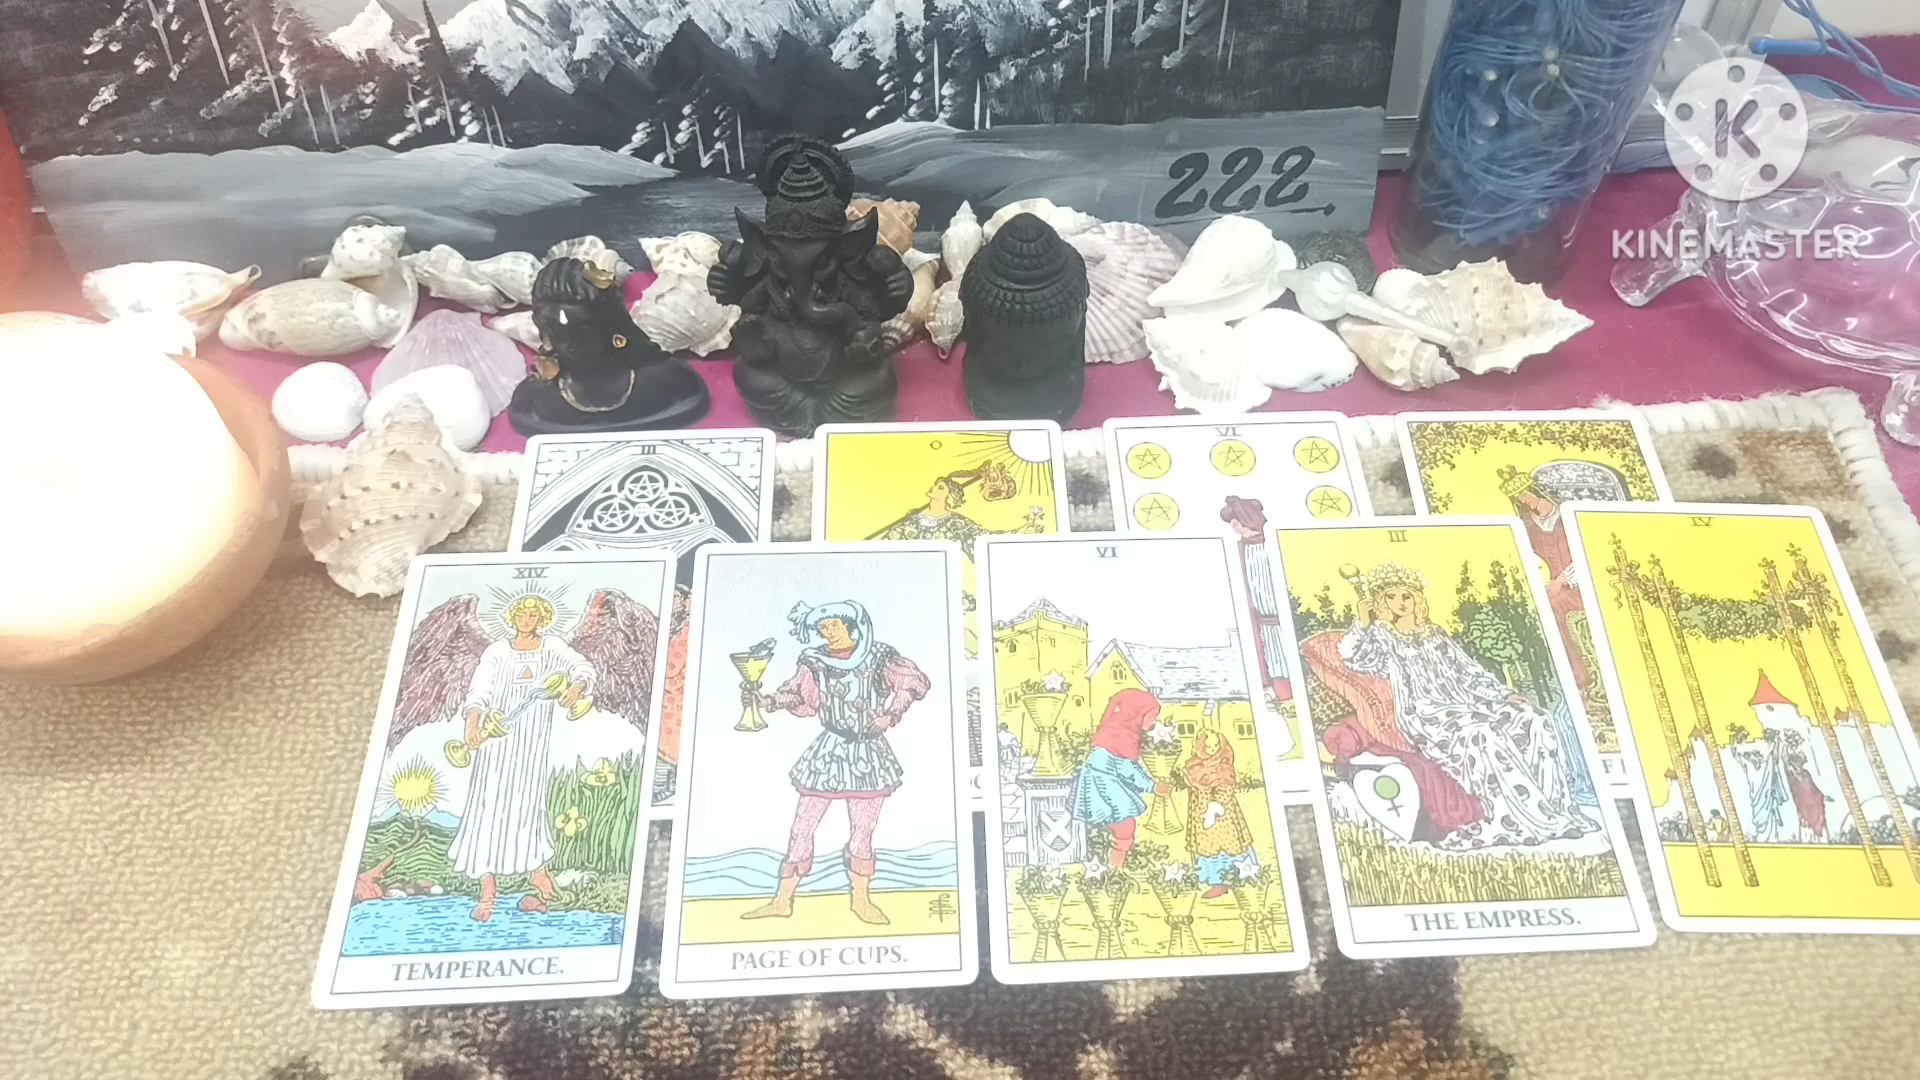 222
K
KINEMASTER
III
O
VI
XIV
VI
III
IV
TEMPERANCE.
PAGE OF CUPS.
THE EMPRESS.